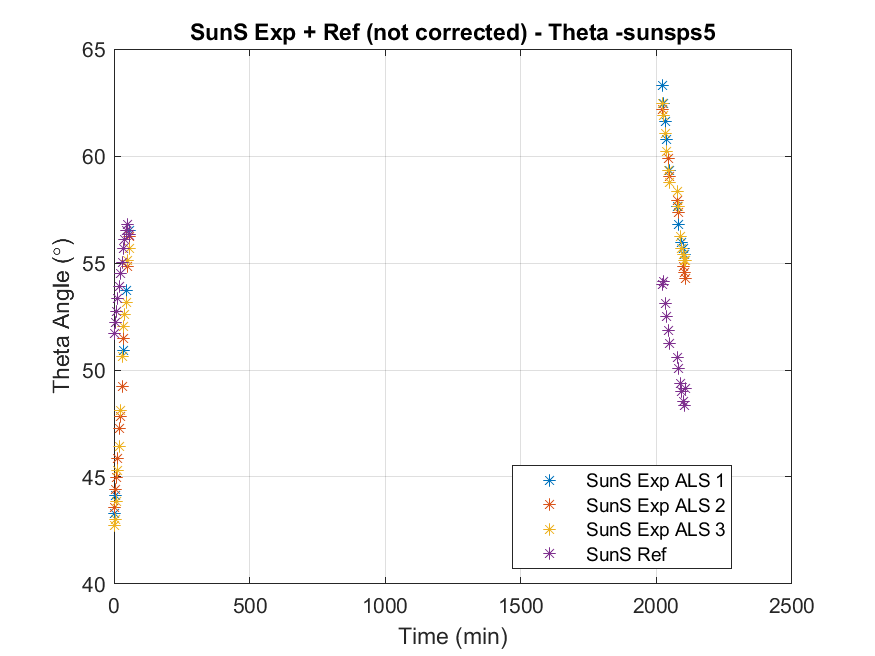 SunS Exp + Ref (not corrected) - Theta -sunsps5
65
60
55
50
45
40
Theta Angle (°)
0 500 1000 1500 2000 2500
Time (min)
SunS Exp ALS 1
SunS Exp ALS 2
SunS Exp ALS 3
SunS Ref